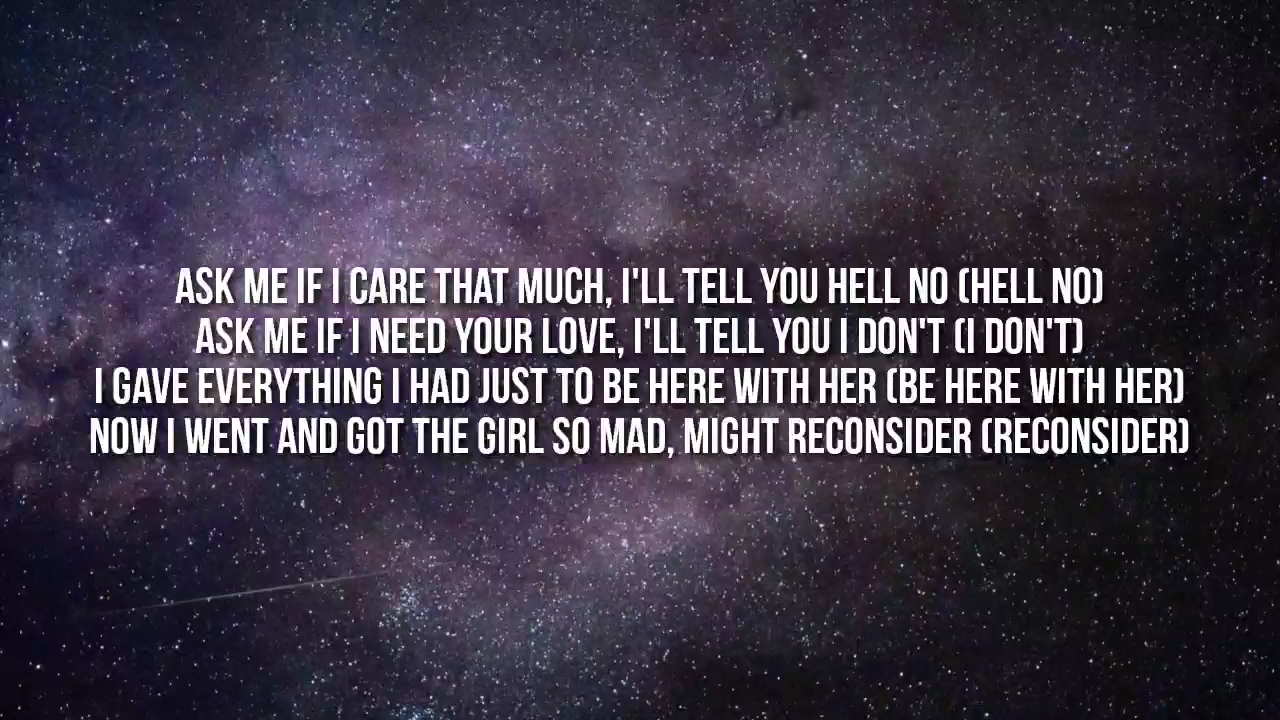 ASK ME IF I CARE THAT MUCH, I'LL TELL YOU HELL NO (HELL NO)
ASK ME IF I NEED YOUR LOVE, I'LL TELL YOU I DON'T (I DON'T)
I GAVE EVERYTHING I HAD JUST TO BE HERE WITH HER (BE HERE WITH HER)
NOW I WENT AND GOT THE GIRL SO MAD, MIGHT RECONSIDER (RECONSIDER)